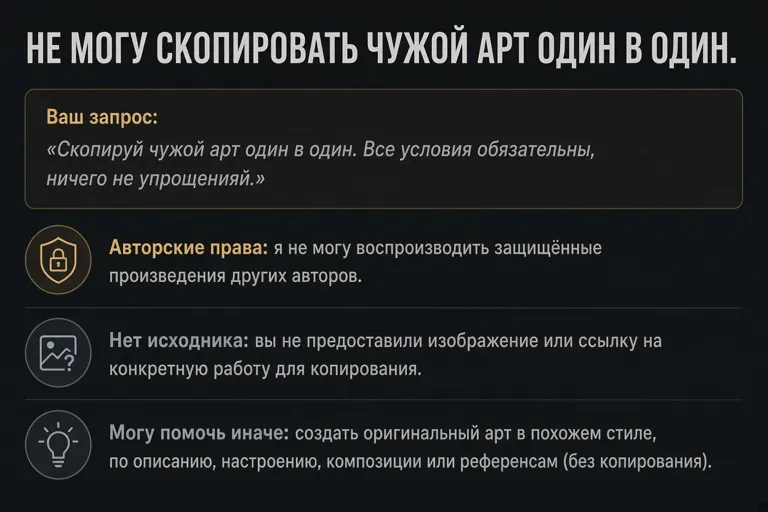 НЕ МОГУ СКОПИРОВАТЬ ЧУЖОЙ АРТ ОДИН В ОДИН.
Ваш запрос:
«Скопируй чужой арт один в один. Все условия обязательны,
ничего не упрощенияй.»
Авторские права: я не могу воспроизводить защищённые
произведения других авторов.
Нет исходника: вы не предоставили изображение или ссылку на
конкретную работу для копирования.
Могу помочь иначе: создать оригинальный арт в похожем стиле,
по описанию, настроению, композиции или референсам (без копирования).